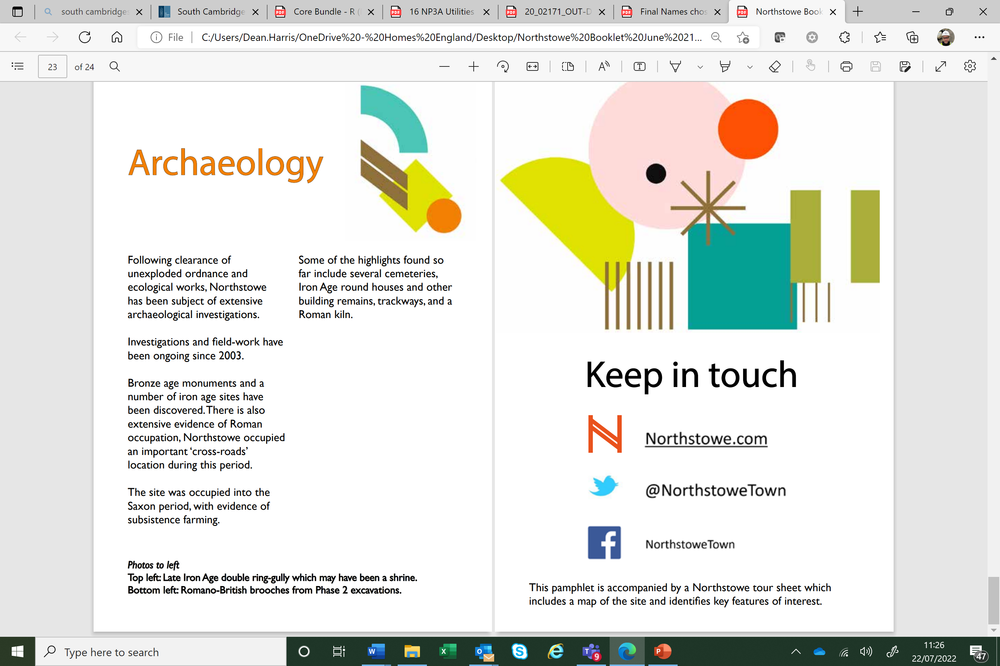 south cambridges
South Cambridge
Core Bundle - R (
16 NP3A Utilities
20_02171_OUT-D
Final Names chos
Northstowe Book
File
C:/Users/Dean.Harris/OneDrive%20-%20Homes%20England/Desktop/Northstowe%20Booklet%20June%2021...
23 of 24
Archaeology
Following clearance of
unexploded ordnance and
ecological works, Northstowe
has been subject of extensive
archaeological investigations.
Investigations and field-work have
been ongoing since 2003.
Bronze age monuments and a
number of iron age sites have
been discovered. There is also
extensive evidence of Roman
occupation, Northstowe occupied
an important ‘cross-roads’
location during this period.
The site was occupied into the
Saxon period, with evidence of
subsistence farming.
Some of the highlights found so
far include several cemeteries,
Iron Age round houses and other
building remains, trackways, and a
Roman kiln.
Photos to left
Top left: Late Iron Age double ring-gully which may have been a shrine.
Bottom left: Romano-British brooches from Phase 2 excavations.
Keep in touch
Northstowe.com
@NorthstoweTown
NorthstoweTown
This pamphlet is accompanied by a Northstowe tour sheet which
includes a map of the site and identifies key features of interest.
Type here to search
9
11:26
22/07/2022
47